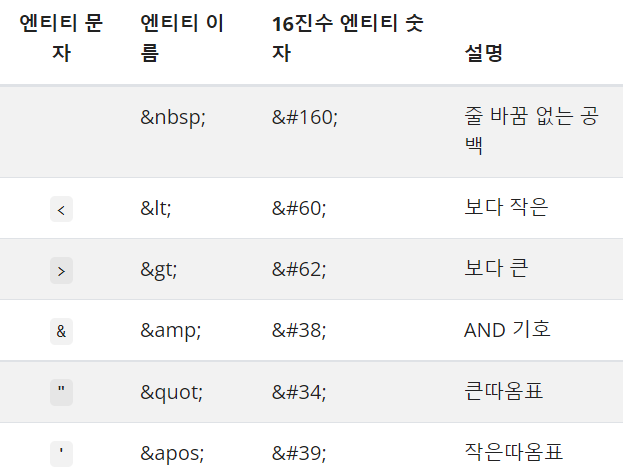 엔티티 문자 엔티티 이름 16진수 엔티티 숫자 설명
&nbsp; &#160; 줄 바꿈 없는 공백
< &lt; &#60; 보다 작은
> &gt; &#62; 보다 큰
& &amp; &#38; AND 기호
" &quot; &#34; 큰따옴표
' &apos; &#39; 작은따옴표